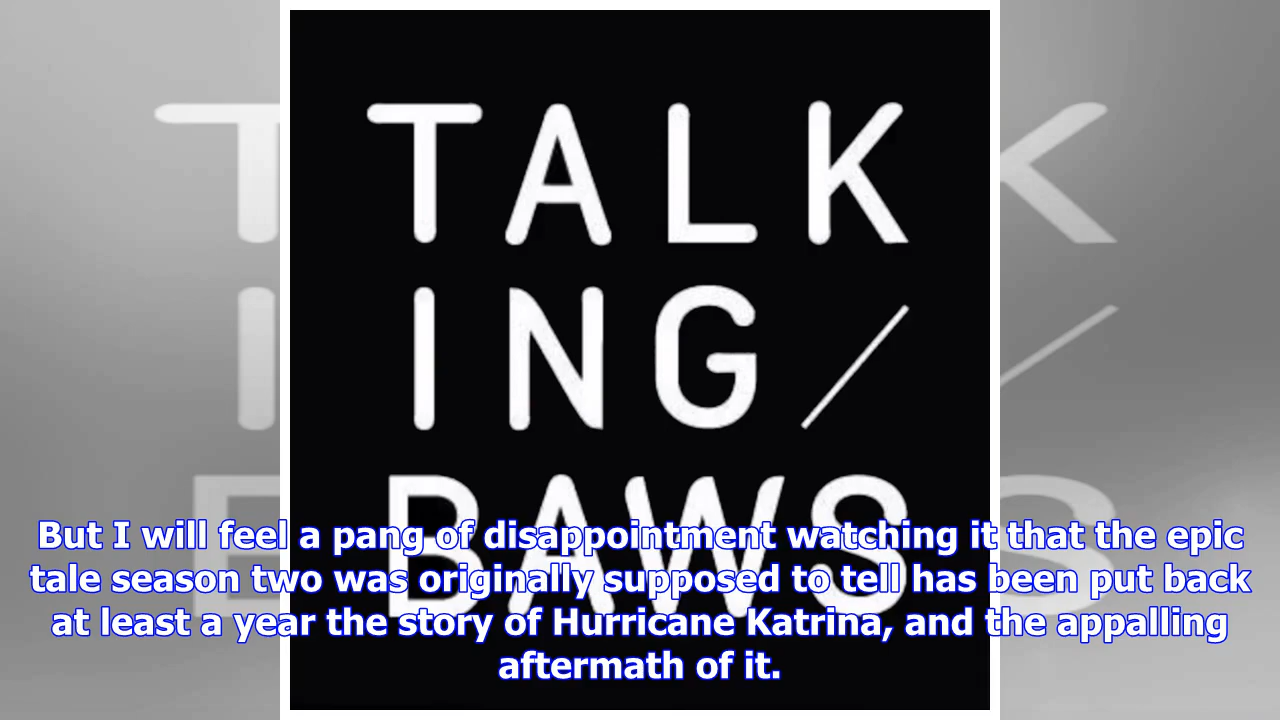 TALK
ING/
BAWS
But I will feel a pang of disappointment watching it that the epic
tale season two was originally supposed to tell has been put back
at least a year the story of Hurricane Katrina, and the appalling
aftermath of it.